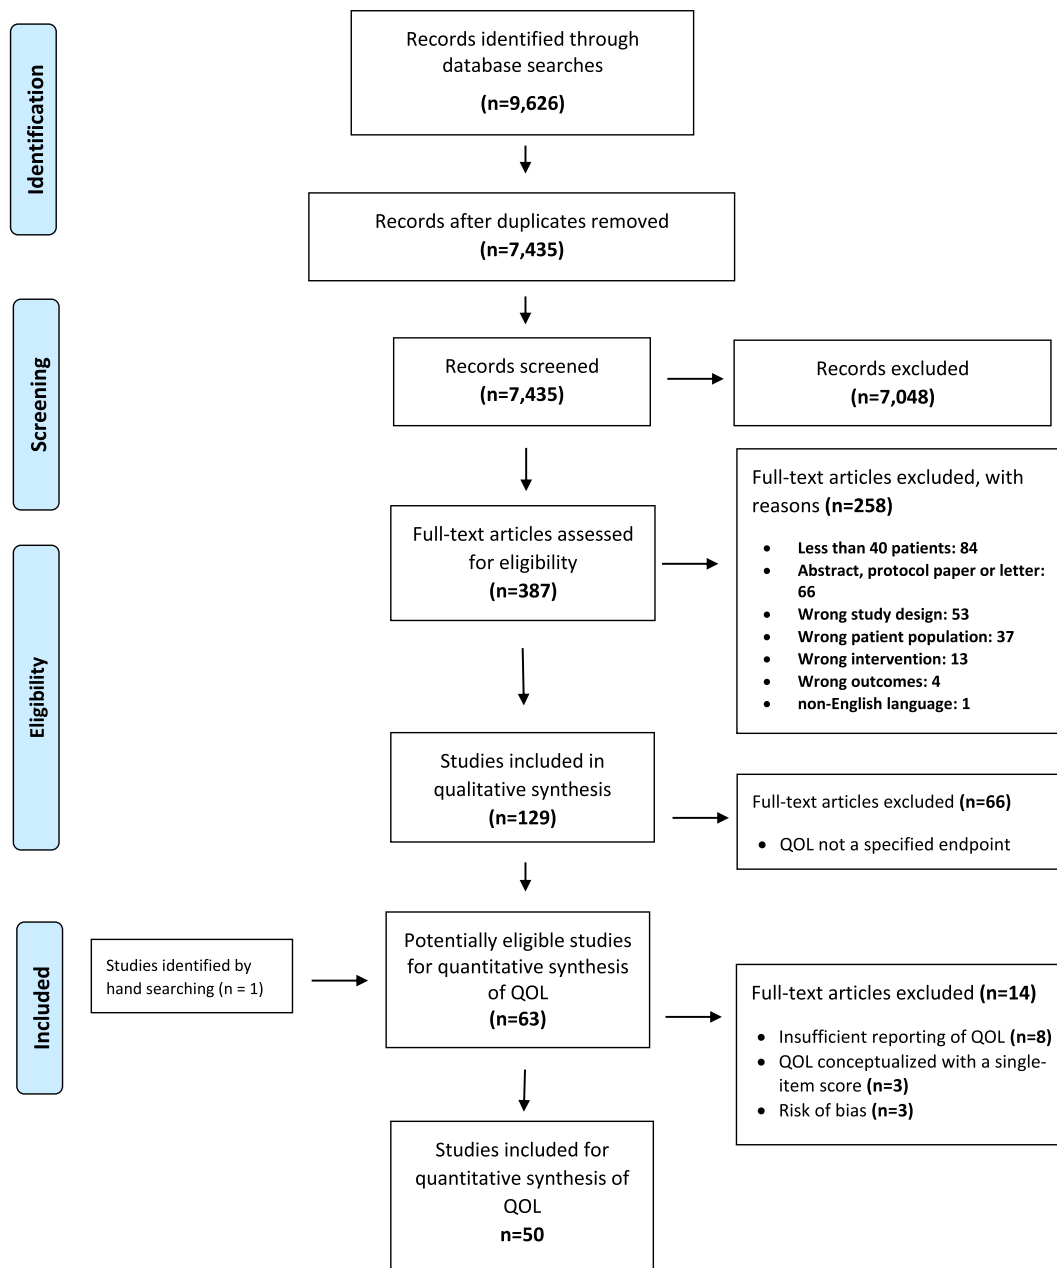 Identification
Records identified through
database searches
(n=9,626)
Records after duplicates removed
(n=7,435)
Screening
Records screened
(n=7,435)
Records excluded
(n=7,048)
Eligibility
Full-text articles assessed
for eligibility
(n=387)
Full-text articles excluded, with
reasons (n=258)
• Less than 40 patients: 84
• Abstract, protocol paper or letter:
66
• Wrong study design: 53
• Wrong patient population: 37
• Wrong intervention: 13
• Wrong outcomes: 4
• non-English language: 1
Studies included in
qualitative synthesis
(n=129)
Full-text articles excluded (n=66)
• QOL not a specified endpoint
Included
Studies identified by
hand searching (n = 1)
Potentially eligible studies
for quantitative synthesis
of QOL
(n=63)
Full-text articles excluded (n=14)
• Insufficient reporting of QOL (n=8)
• QOL conceptualized with a single-
item score (n=3)
• Risk of bias (n=3)
Studies included for
quantitative synthesis of
QOL
n=50